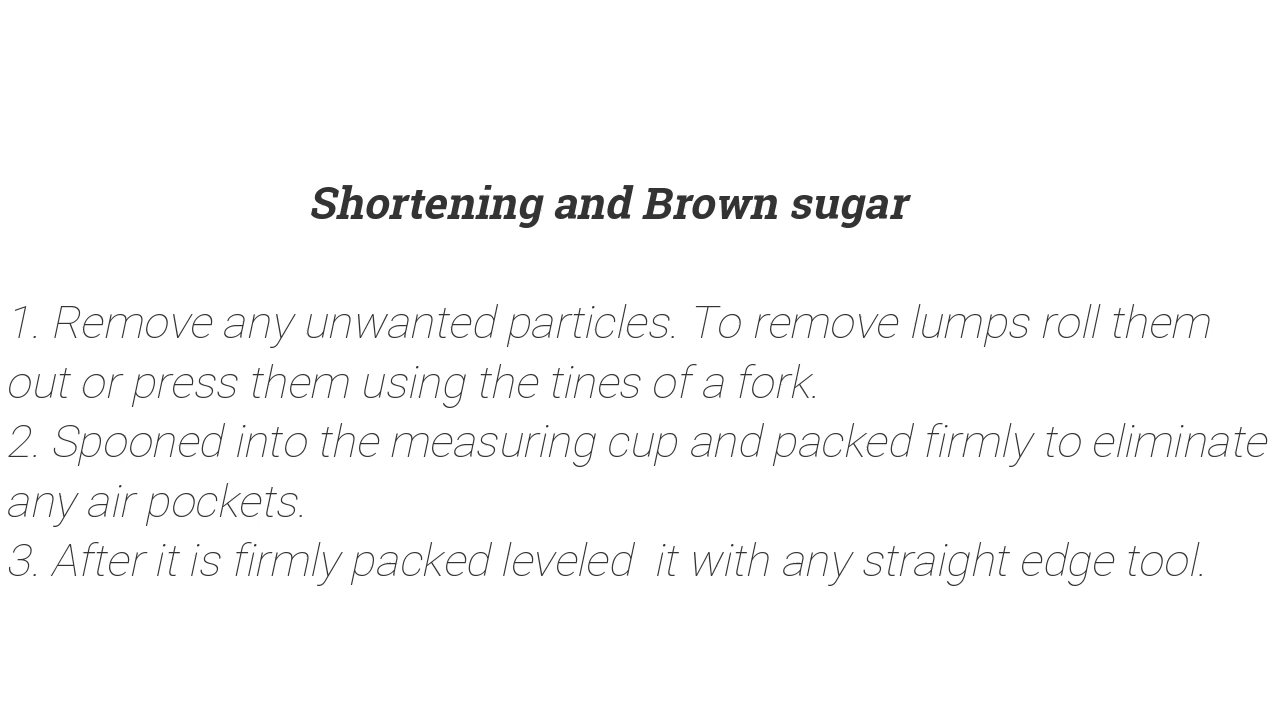 Shortening and Brown sugar
1. Remove any unwanted particles. To remove lumps roll them
out or press them using the tines of a fork.
2. Spooned into the measuring cup and packed firmly to eliminate
any air pockets.
3. After it is firmly packed leveled  it with any straight edge tool.